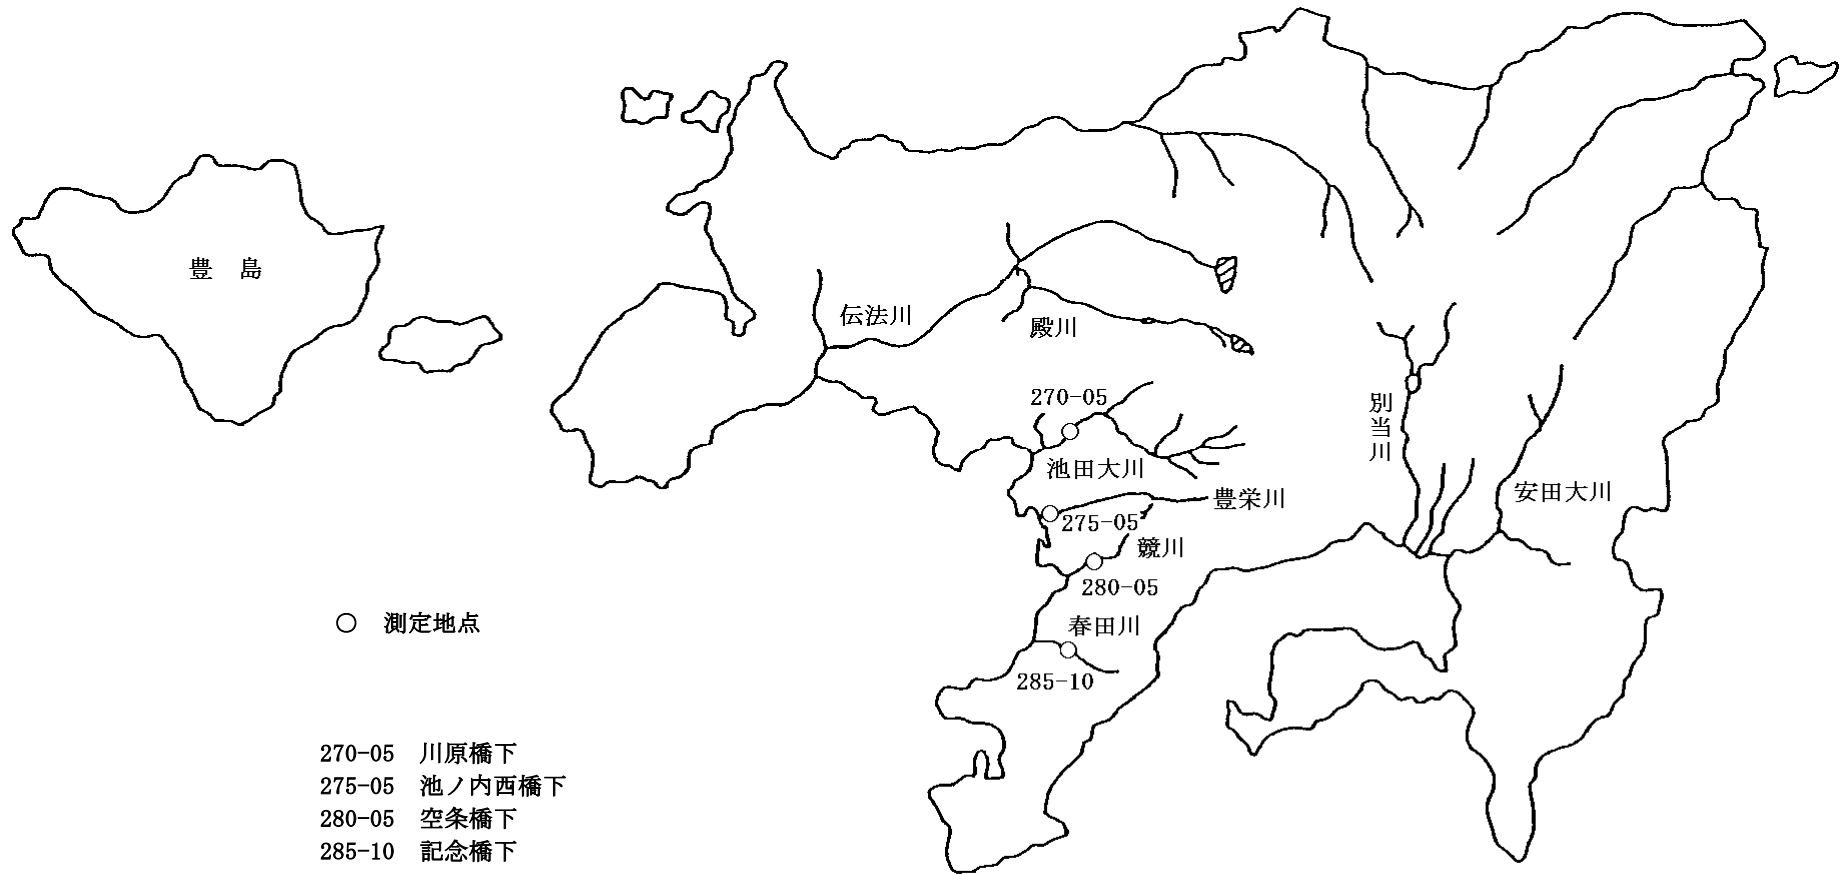 豊 島
伝法川
殿川
270-05
池田大川
別当川
安田大川
豊栄川
275-05
競川
280-05
春田川
285-10
○ 測定地点
270-05 川原橋下
275-05 池ノ内西橋下
280-05 空条橋下
285-10 記念橋下